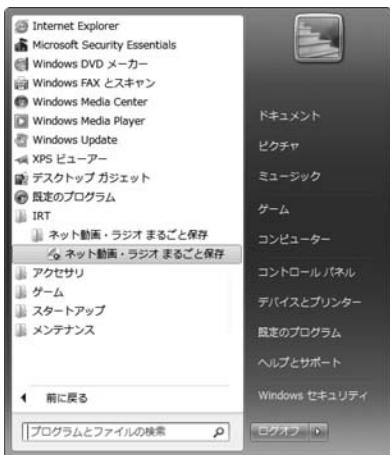 Internet Explorer
Microsoft Security Essentials
Windows DVD メーカー
Windows FAX とスキャン
Windows Media Center
Windows Media Player
Windows Update
XPS ビューアー
デスクトップ ガジェット
既定のプログラム
IRT
ネット動画・ラジオ まるごと保存
ネット動画・ラジオ まるごと保存
アクセサリ
ゲーム
スタートアップ
メンテナンス
前に戻る
プログラムとファイルの検索
ドキュメント
ピクチャ
ミュージック
ゲーム
コンピューター
コントロール パネル
デバイスとプリンター
既定のプログラム
ヘルプとサポート
Windows セキュリティ
ログオフ